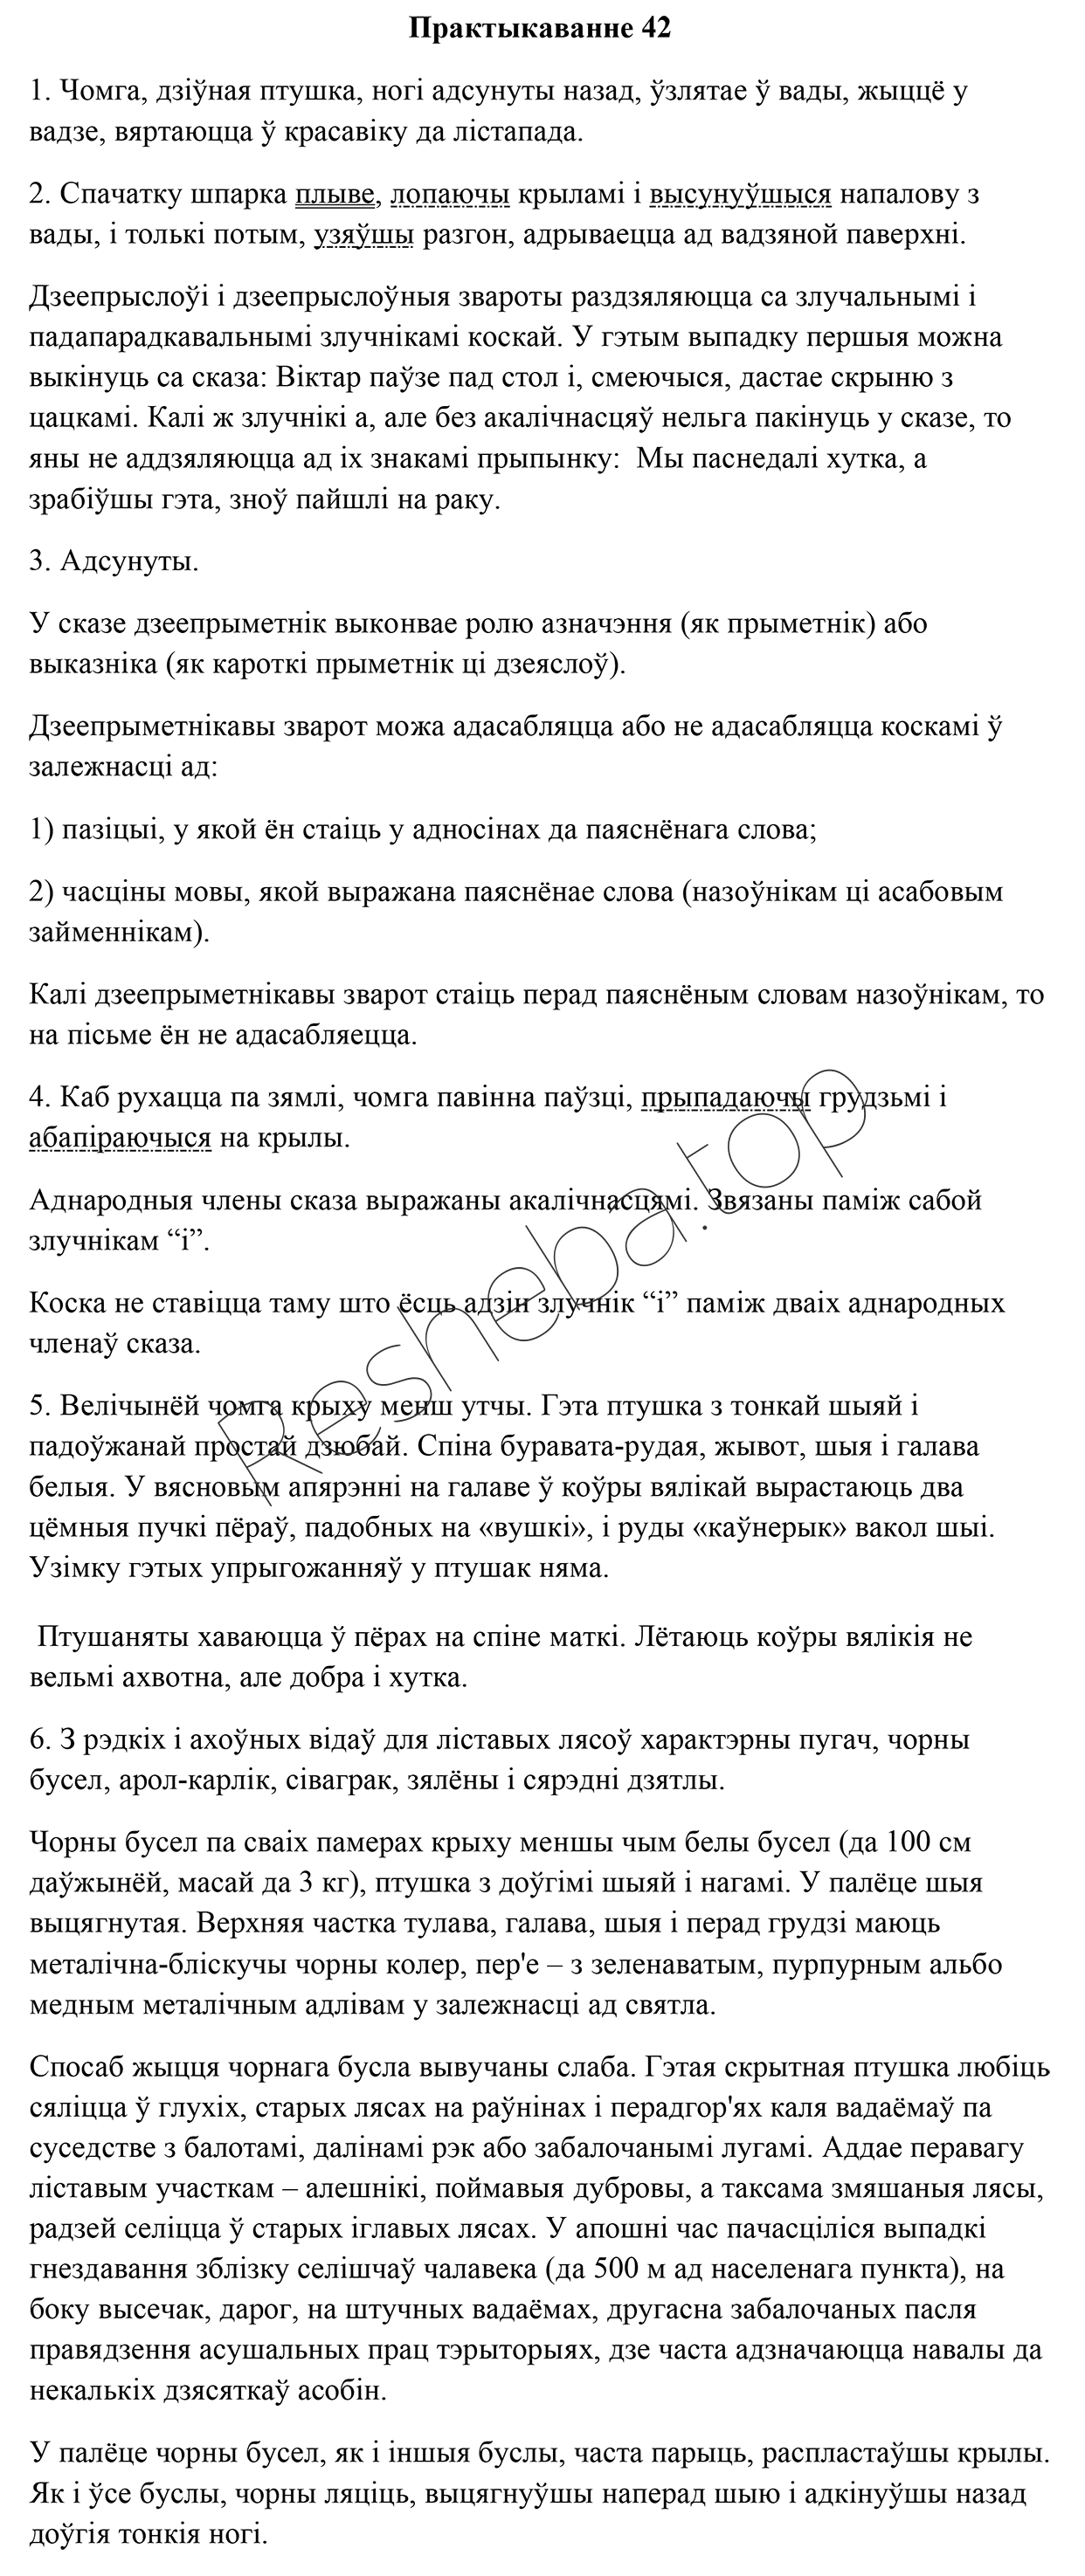 Практыкаванне 42
1. Чомга, дзіўная птушка, ногі адсунуты назад, ўзлятае ў вады, жыццё у
вадзе, вяртаюцца ў красавіку да лістапада.
2. Спачатку шпарка плыве, лопаючы крыламі і высунуўшыся напалову з
вады, і толькі потым, узяўшы разгон, адрываецца ад вадзяной паверхні.
Дзеепрыслоўі і дзеепрыслоўныя звароты раздзяляюцца са злучальнымі і
падапарадкавальнымі злучнікамі коскай. У гэтым выпадку першыя можна
выкінуць са сказа: Віктар паўзе пад стол і, смеючыся, дастае скрыню з
цацкамі. Калі ж злучнікі а, але без акалічнасцяў нельга пакінуць у сказе, то
яны не аддзяляюцца ад іх знакамі прыпынку: Мы паснедалі хутка, а
зрабіўшы гэта, зноў пайшлі на раку.
3. Адсунуты.
У сказе дзеепрыметнік выконвае ролю азначэння (як прыметнік) або
выказніка (як кароткі прыметнік ці дзеяслоў).
Дзеепрыметнікавы зварот можа адасабляцца або не адасабляцца коскамі ў
залежнасці ад:
1) пазіцыі, у якой ён стаіць у адносінах да пояснёнага слова;
2) часціны мовы, якой выражана паяснёнае слова (назоўнікам ці асабовым
займеннікам).
Калі дзеепрыметнікавы зварот стаіць перад паяснёным словам назоўнікам, то
на пісьме ён не адасабляецца.
4. Каб рухацца па зямлі, чомга павінна паўзці, прыпадаючы грудзьмі і
абапіраючыся на крылы.
Аднародныя члены сказа выражаны акалічнасцямі. Звязаны паміж сабой
злучнікам “і”.
Коска не ставіцца таму што ёсць адзін злучнік “і” паміж дваіх аднародных
членаў сказа.
5. Велічынёй чомга крыху менш утчы. Гэта птушка з тонкай шыяй і
падоўжанай простай дзюбай. Спіна буравата-рудая, жывот, шыя і галава
белыя. У вясновым апярэнні на галаве ў коўры вялікай вырастаюць два
цёмныя пучкі пёраў, падобных на «вушкі», і руды «каўнерык» вакол шыі.
Узімку гэтых упрыгожанняў у птушак няма.
Птушаняты хаваюцца ў пёрах на спіне маткі. Лётаюць коўры вялікія не
вельмі ахвотна, але добра і хутка.
6. З рэдкіх і ахоўных відаў для ліставых лясоў характэрны пугач, чорны
бусел, арол-карлік, сіваграк, зялёны і сярэдні дзятлы.
Чорны бусел па сваіх памерах крыху меншы чым белы бусел (да 100 см
даўжынёй, масай да 3 кг), птушка з доўгімі шыяй і нагамі. У палёце шыя
выцягнутая. Верхняя частка тулава, галава, шыя і перад грудзі маюць
металічна-бліскучы чорны колер, пер'е – з зеленаватым, пурпурным альбо
медным металічным адлівам у залежнасці ад святла.
Спосаб жыцця чорнага бусла вывучаны слаба. Гэтая скрытная птушка любіць
сяліцца ў глухіх, старых лясах на раўнінах і перадгор'ях каля вадаёмаў па
суседстве з балотамі, далінамі рэк або забалочанымі лугамі. Аддае перавагу
ліставым участкам – алешнікі, поймавыя дубровы, а таксама змяшаныя лясы,
радзей селіцца ў старых іглавых лясах. У апошні час пачасціліся выпадкі
гнездавання зблізку селішчаў чалавека (да 500 м ад населенага пункта), на
боку высечак, дарог, на штучных вадаёмах, другасна забалочаных пасля
правядзення асушальных прац тэрыторыях, дзе часта адзначаюцца навалы да
некалькіх дзясяткаў асобін.
У палёце чорны бусел, як і іншыя буслы, часта парыць, распластаўшы крылы.
Як і ўсе буслы, чорны ляціць, выцягнуўшы наперад шыю і адкінуўшы назад
доўгія тонкія ногі.
Resheba.top